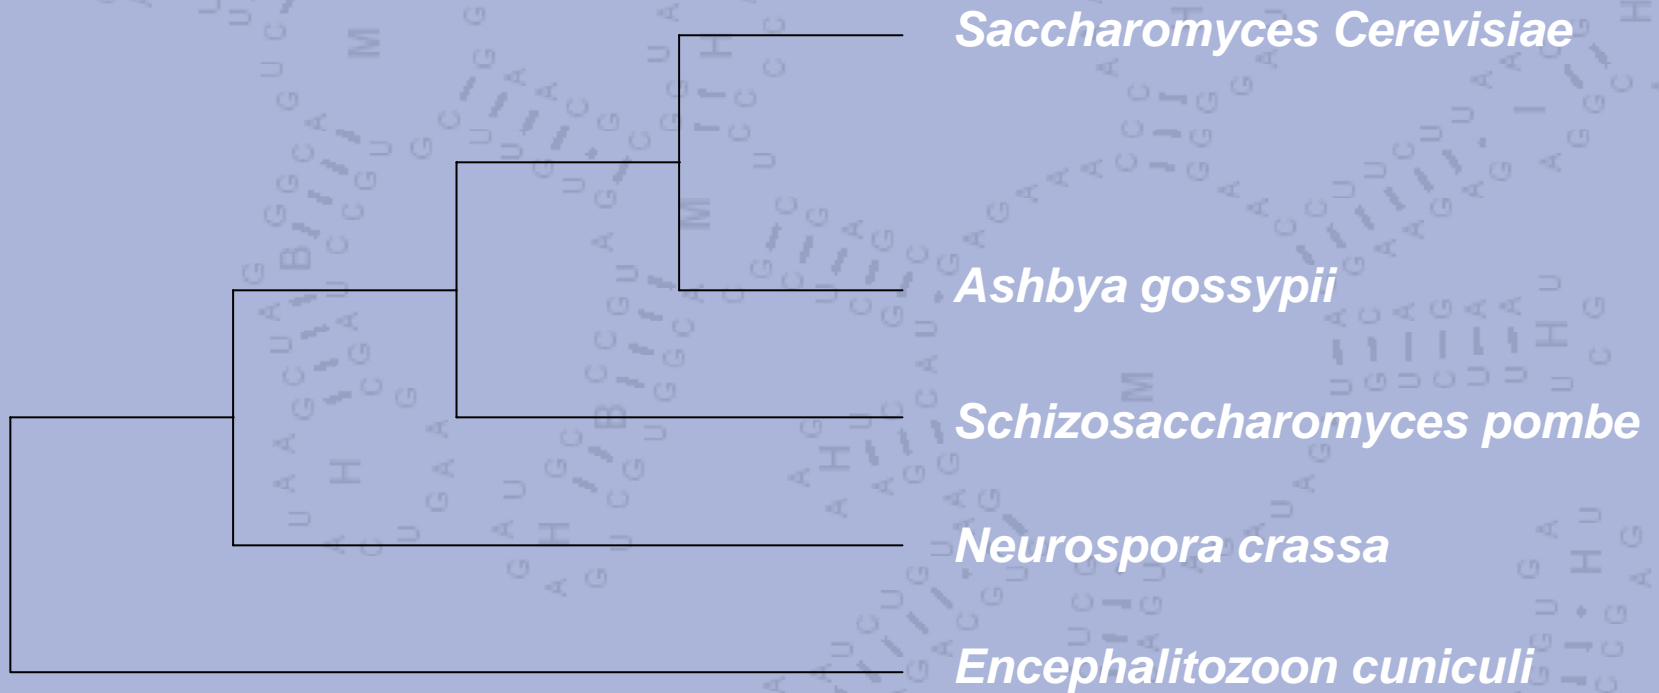 Saccharomyces Cerevisiae
Ashbya gossypii
Schizosaccharomyces pombe
Neurospora crassa
Encephalitozoon cuniculi